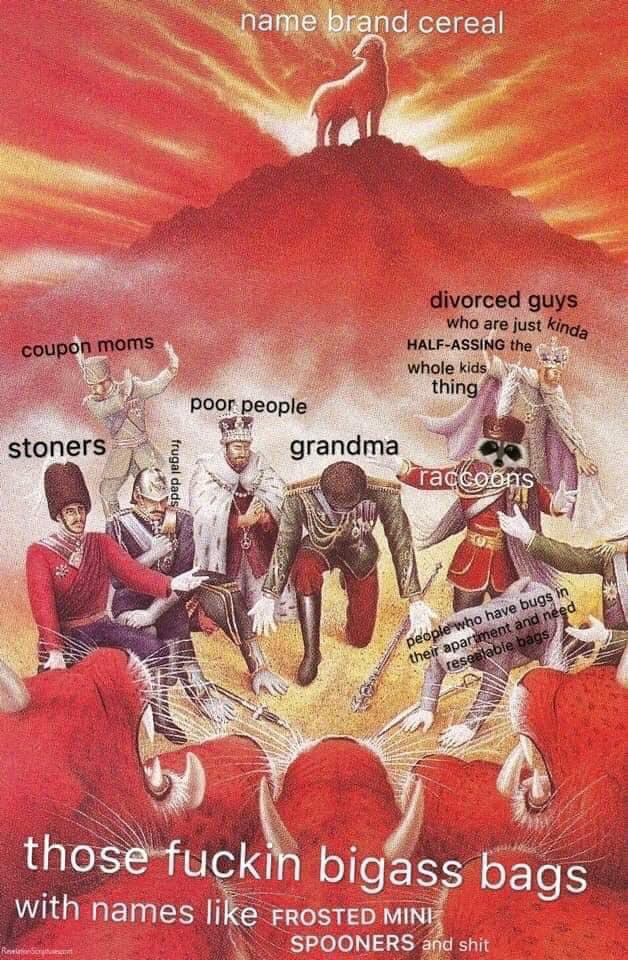 name brand cereal
divorced guys
who are just kinda
HALF-ASSING the
whole kids
thing
coupon moms
poor people
stoners
frugal dads
grandma
raccoons
people who have bugs in
their apartment and need
resealable bags
those fuckin bigass bags
with names like FROSTED MINI
SPOONERS and shit